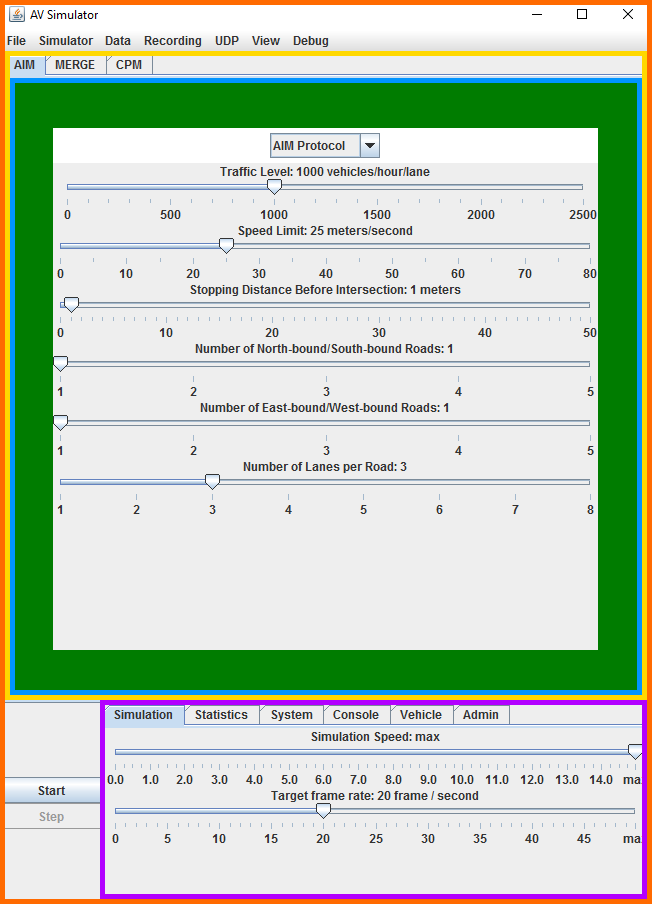 AV Simulator
File Simulator Data Recording UDP View Debug
AIM MERGE CPM
AIM Protocol
Traffic Level: 1000 vehicles/hour/lane
0 500 1000 1500 2000 2500
Speed Limit: 25 meters/second
0 10 20 30 40 50 60 70 80
Stopping Distance Before Intersection: 1 meters
0 10 20 30 40 50
Number of North-bound/South-bound Roads: 1
1 2 3 4 5
Number of East-bound/West-bound Roads: 1
1 2 3 4 5
Number of Lanes per Road: 3
1 2 3 4 5 6 7 8
Simulation Statistics System Console Vehicle Admin
Simulation Speed: max
0.0 1.0 2.0 3.0 4.0 5.0 6.0 7.0 8.0 9.0 10.0 11.0 12.0 13.0 14.0 ma
Start
Target frame rate: 20 frame / second
Step
0 5 10 15 20 25 30 35 40 45 ma